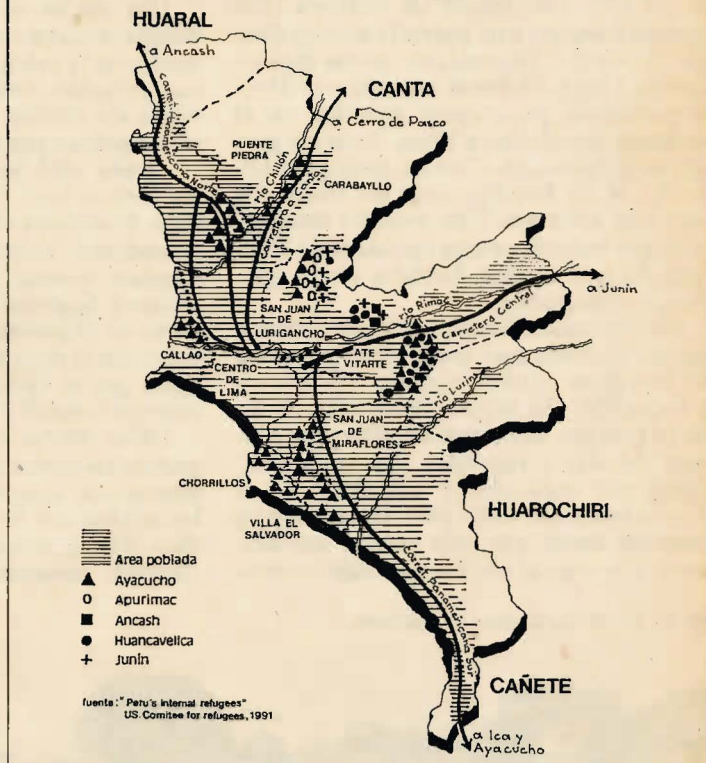 HUARAL
a Ancash
CANTA
a Cerro de Pasco
Carret. Panamericana Norte
PUENTE
PIEDRA
río Chillón
Carretera a Canta
CARABAYLLO
SAN JUAN
DE
LURIGANCHO
río Rimac
Carretera Central
a Junín
CALLAO
CENTRO
DE
LIMA
ATE
VITARTE
río Lurín
SAN JUAN
DE
MIRAFLORES
CHORRILLOS
VILLA EL
SALVADOR
HUAROCHIRI
Carret. Panamericana Sur
CAÑETE
a Ica y
Ayacucho
Area poblada
Ayacucho
Apurimac
Ancash
Huancavelica
Junín
fuente: "Peru's internal refugees"
US. Comitee for refugees, 1991